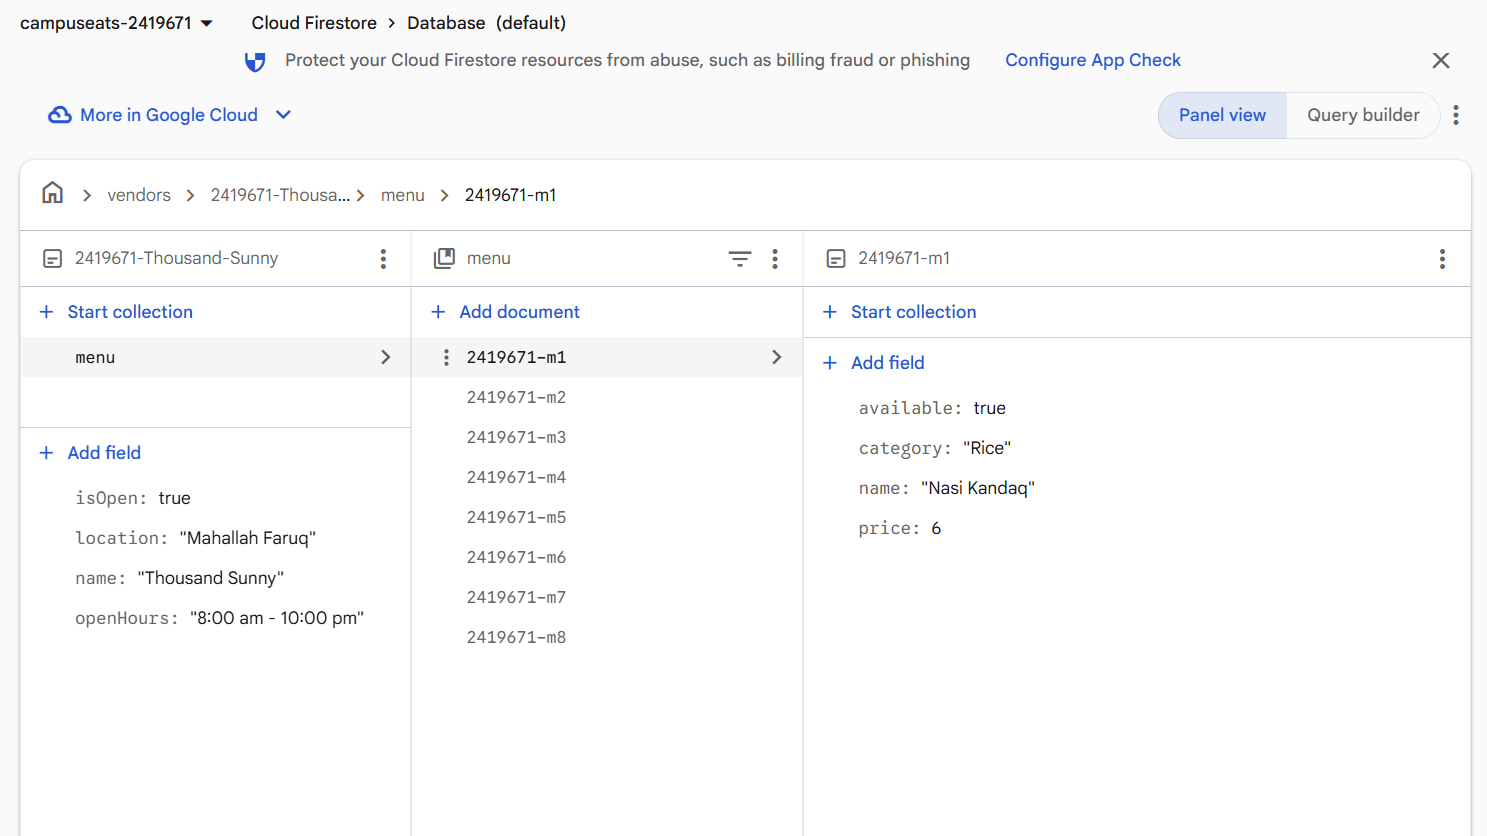 campuseats-2419671
Cloud Firestore > Database (default)
Protect your Cloud Firestore resources from abuse, such as billing fraud or phishing Configure App Check
More in Google Cloud
Panel view Query builder
vendors > 2419671-Thousa... > menu > 2419671-m1
2419671-Thousand-Sunny
+ Start collection
menu
+ Add field
isOpen: true
location: "Mahallah Faruq"
name: "Thousand Sunny"
openHours: "8:00 am - 10:00 pm"
menu
+ Add document
2419671-m1
2419671-m2
2419671-m3
2419671-m4
2419671-m5
2419671-m6
2419671-m7
2419671-m8
2419671-m1
+ Start collection
+ Add field
available: true
category: "Rice"
name: "Nasi Kandaq"
price: 6